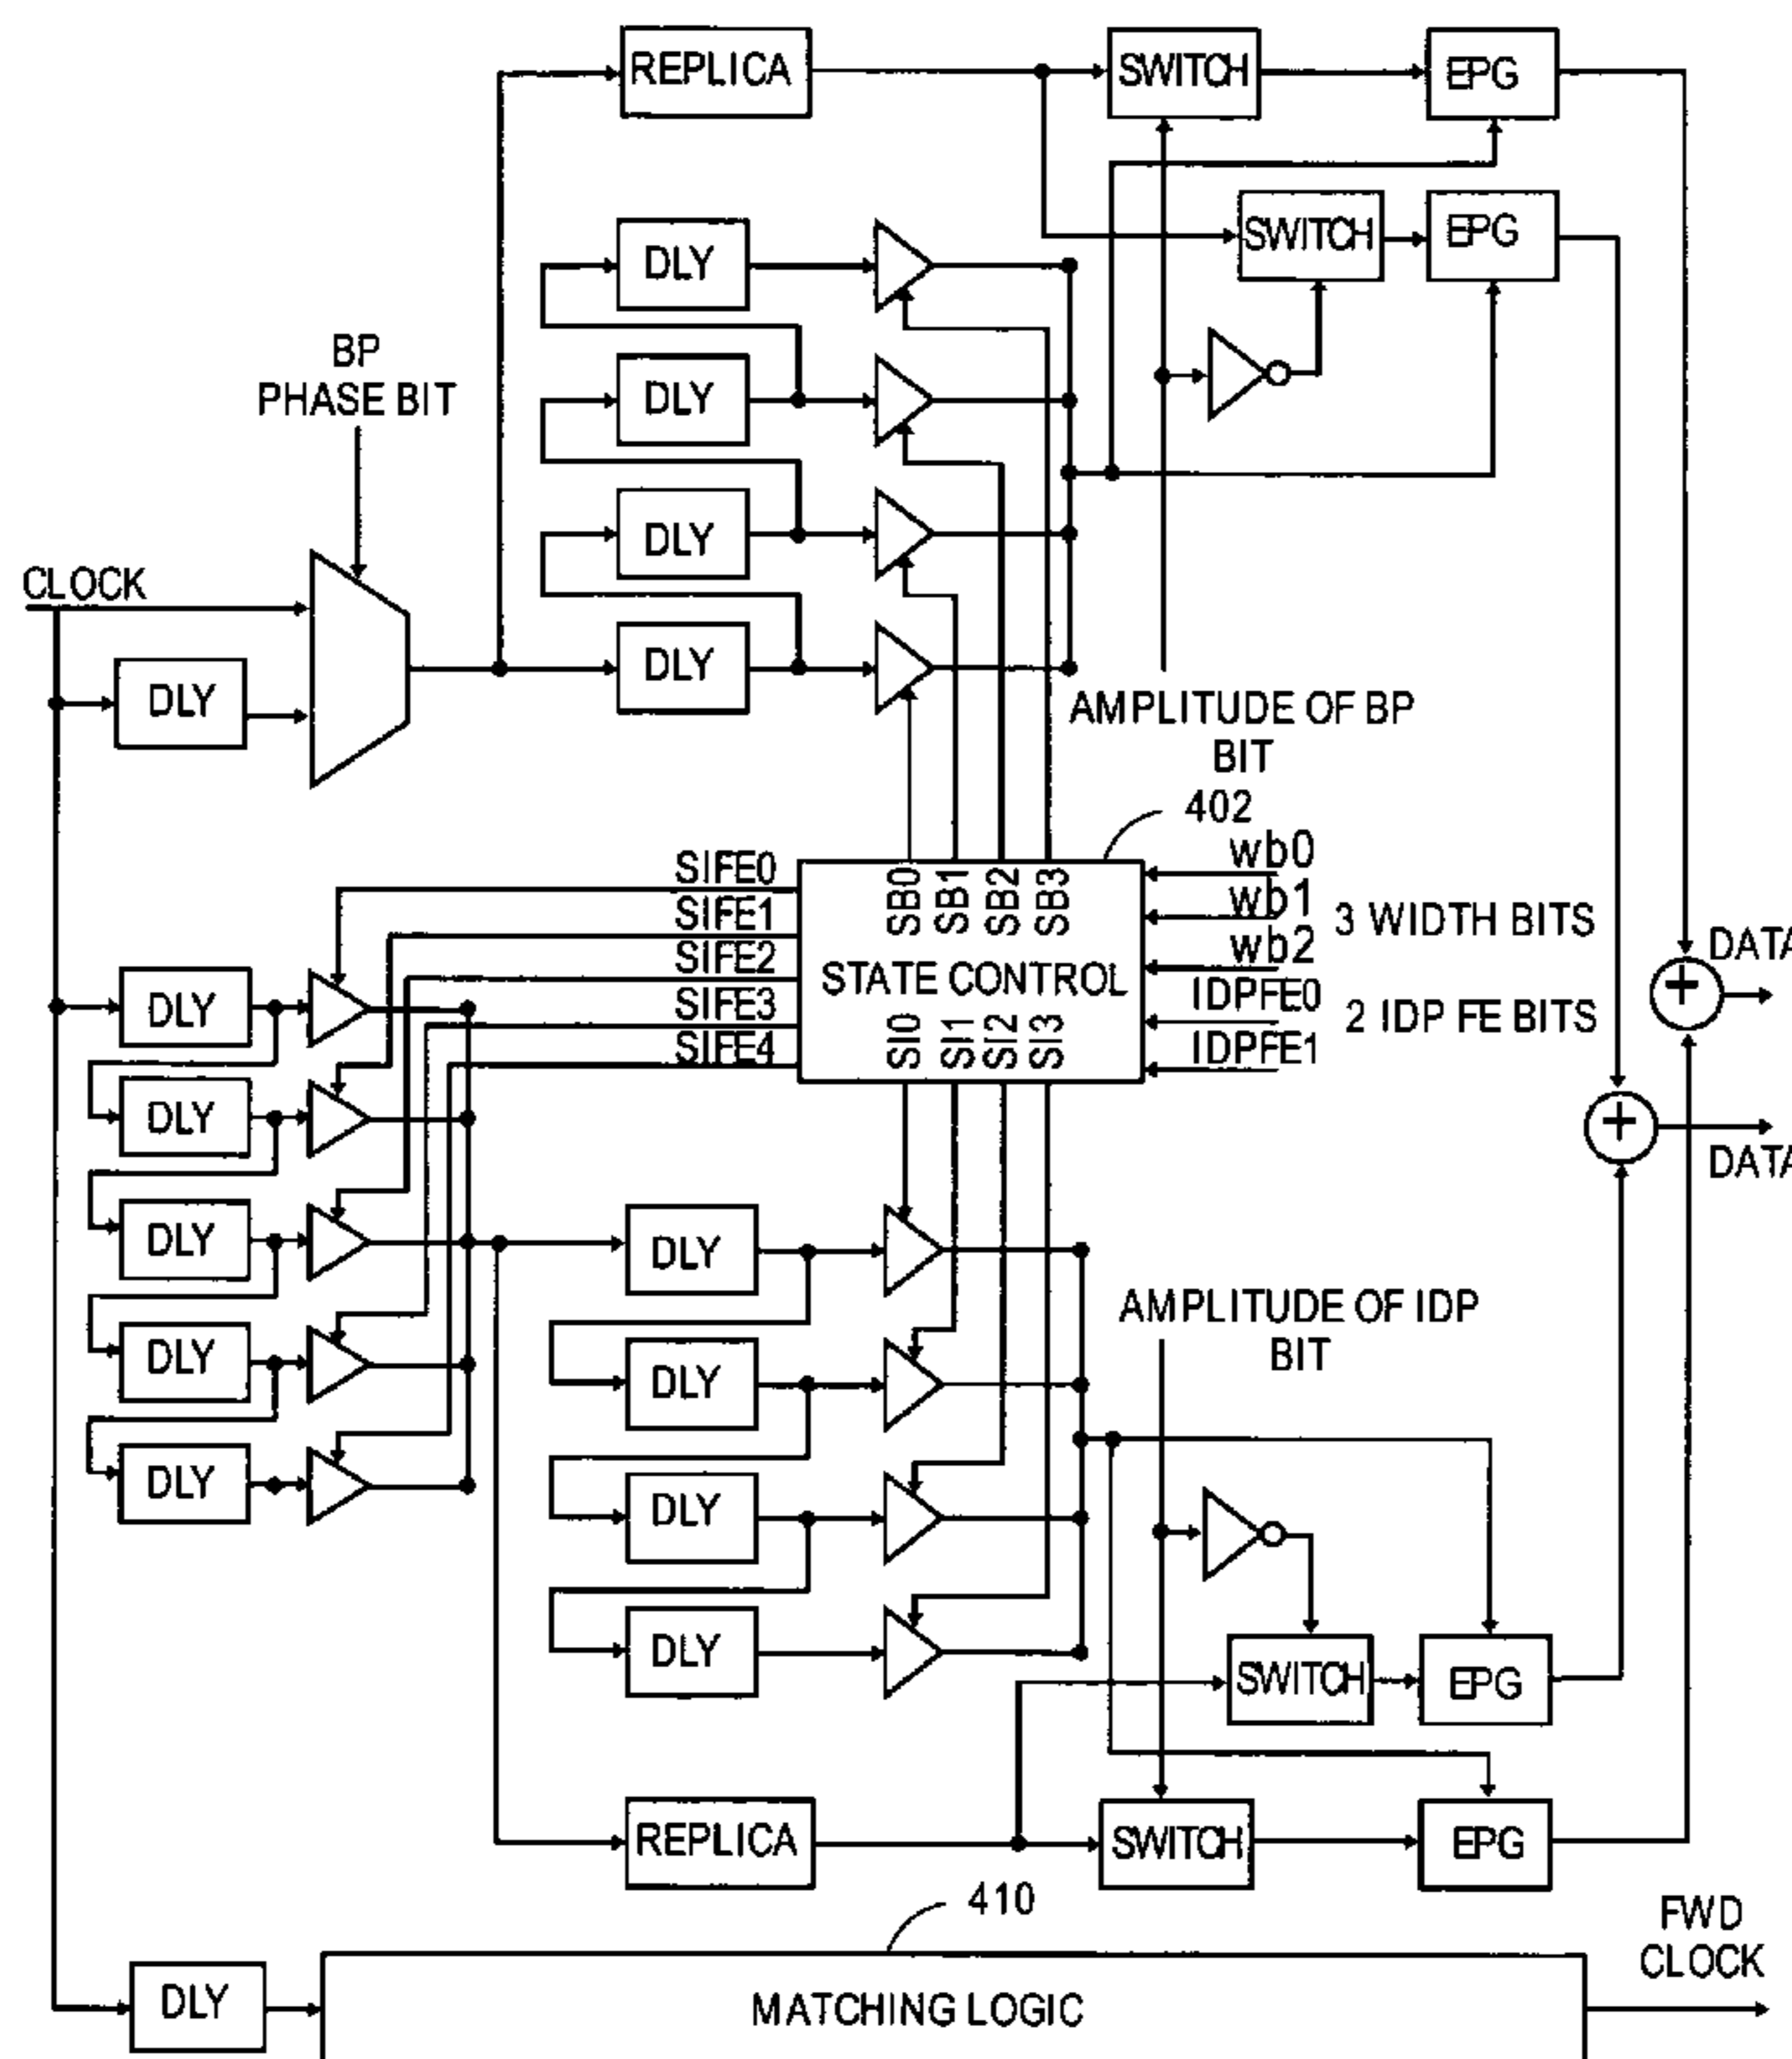 REPLICA
SWITCH
EPG
SWITCH
EPG
DLY
BP
PHASE BIT
DLY
DLY
CLOCK
DLY
DLY
AMPLITUDE OF BP
BIT
402
SIFE0
SIFE1
SIFE2
SIFE3
SIFE4
SB0
SB1
SB2
SB3
STATE CONTROL
SI0
SI1
SI2
SI3
wb0
wb1
wb2
3 WIDTH BITS
IDPFE0
IDPFE1
2 IDP FE BITS
+
DATA
+
DATA
DLY
DLY
DLY
DLY
DLY
DLY
DLY
DLY
DLY
AMPLITUDE OF IDP
BIT
SWITCH
EPG
REPLICA
SWITCH
EPG
410
FWD
CLOCK
DLY
MATCHING LOGIC